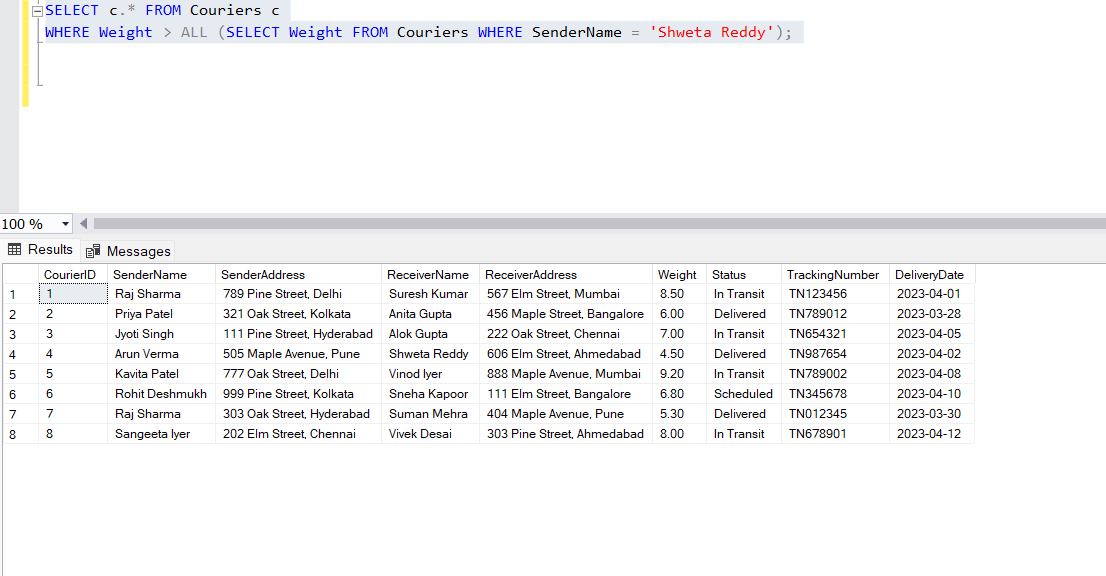 SELECT c.* FROM Couriers c
WHERE Weight > ALL (SELECT Weight FROM Couriers WHERE SenderName = 'Shweta Reddy');
100 %
Results Messages
CourierID SenderName SenderAddress ReceiverName ReceiverAddress Weight Status TrackingNumber DeliveryDate
1 1 Raj Sharma 789 Pine Street, Delhi Suresh Kumar 567 Elm Street, Mumbai 8.50 In Transit TN123456 2023-04-01
2 2 Priya Patel 321 Oak Street, Kolkata Anita Gupta 456 Maple Street, Bangalore 6.00 Delivered TN789012 2023-03-28
3 3 Jyoti Singh 111 Pine Street, Hyderabad Alok Gupta 222 Oak Street, Chennai 7.00 In Transit TN654321 2023-04-05
4 4 Arun Verma 505 Maple Avenue, Pune Shweta Reddy 606 Elm Street, Ahmedabad 4.50 Delivered TN987654 2023-04-02
5 5 Kavita Patel 777 Oak Street, Delhi Vinod Iyer 888 Maple Avenue, Mumbai 9.20 In Transit TN789002 2023-04-08
6 6 Rohit Deshmukh 999 Pine Street, Kolkata Sneha Kapoor 111 Elm Street, Bangalore 6.80 Scheduled TN345678 2023-04-10
7 7 Raj Sharma 303 Oak Street, Hyderabad Suman Mehra 404 Maple Avenue, Pune 5.30 Delivered TN012345 2023-03-30
8 8 Sangeeta Iyer 202 Elm Street, Chennai Vivek Desai 303 Pine Street, Ahmedabad 8.00 In Transit TN678901 2023-04-12